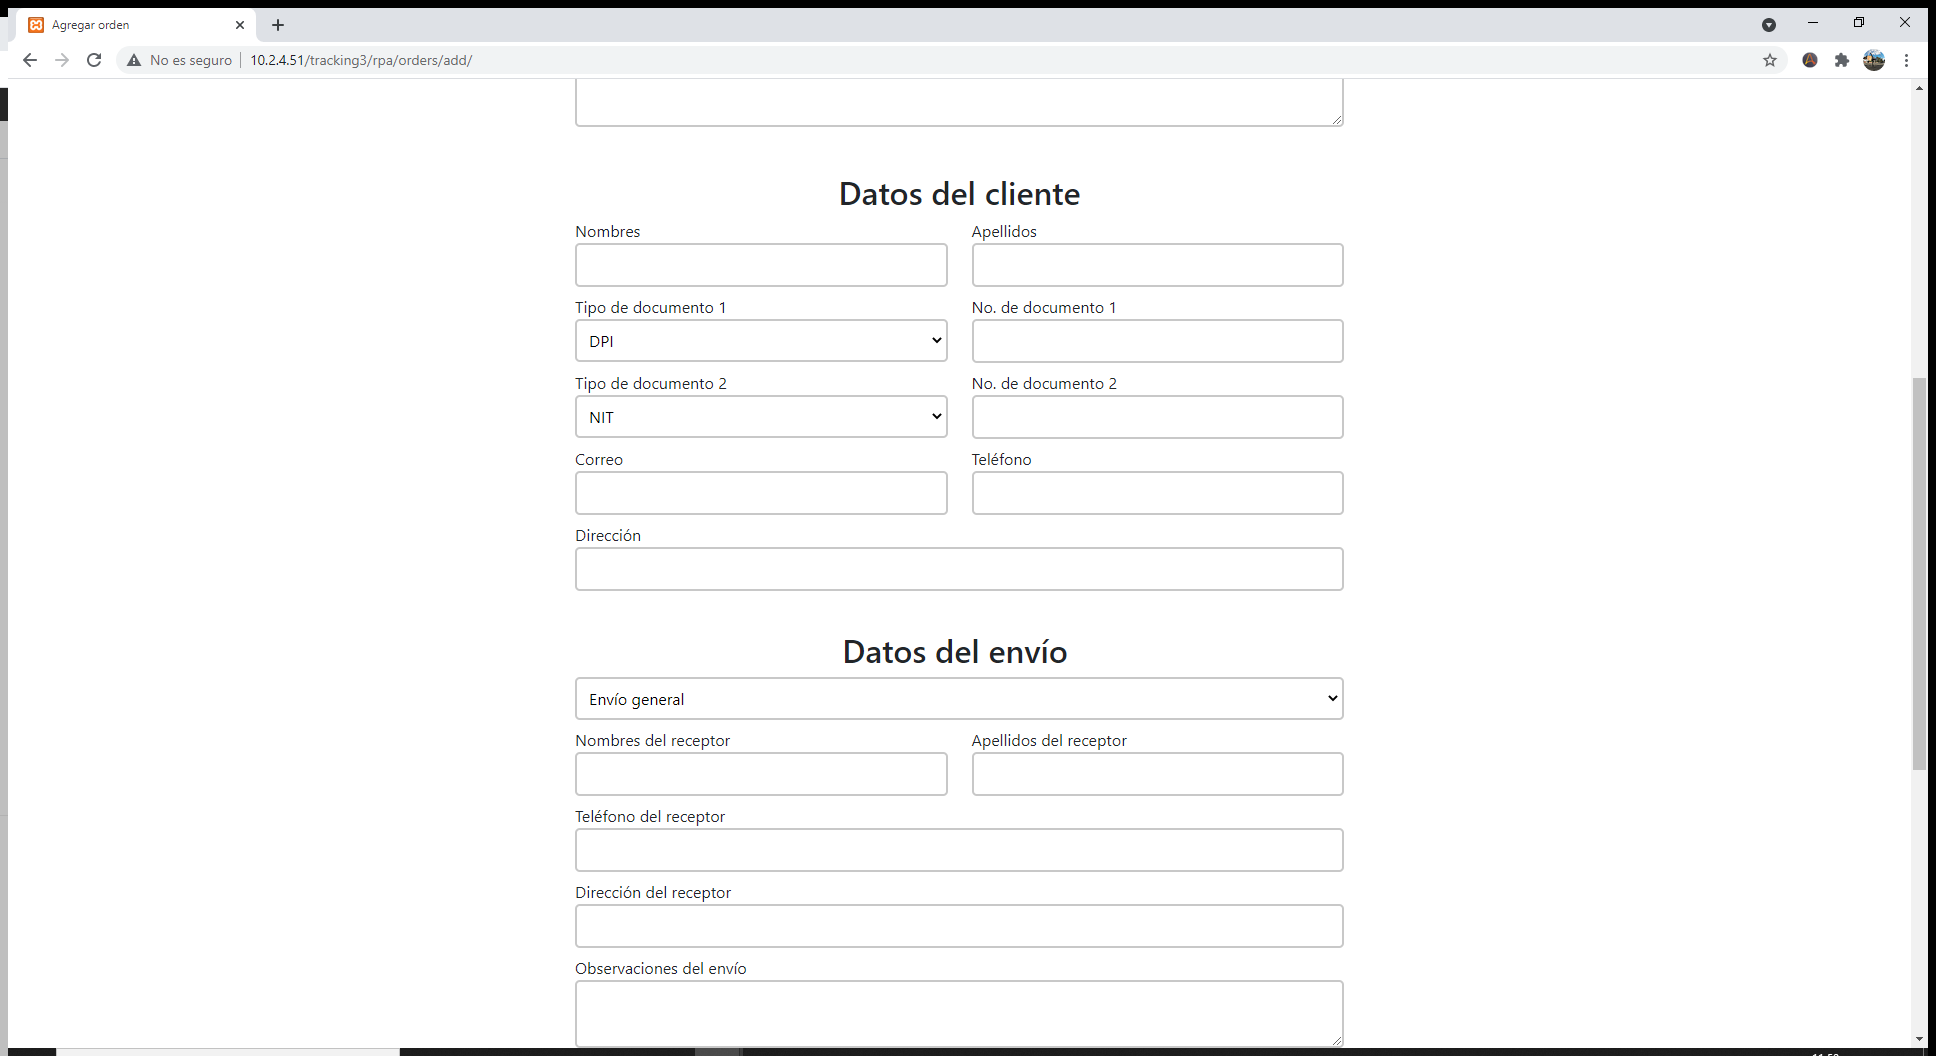 Agregar orden
No es seguro | 10.2.4.51/tracking3/rpa/orders/add/
Datos del cliente
Nombres Apellidos
Tipo de documento 1 No. de documento 1
DPI
Tipo de documento 2 No. de documento 2
NIT
Correo Teléfono
Dirección
Datos del envío
Envío general
Nombres del receptor Apellidos del receptor
Teléfono del receptor
Dirección del receptor
Observaciones del envío